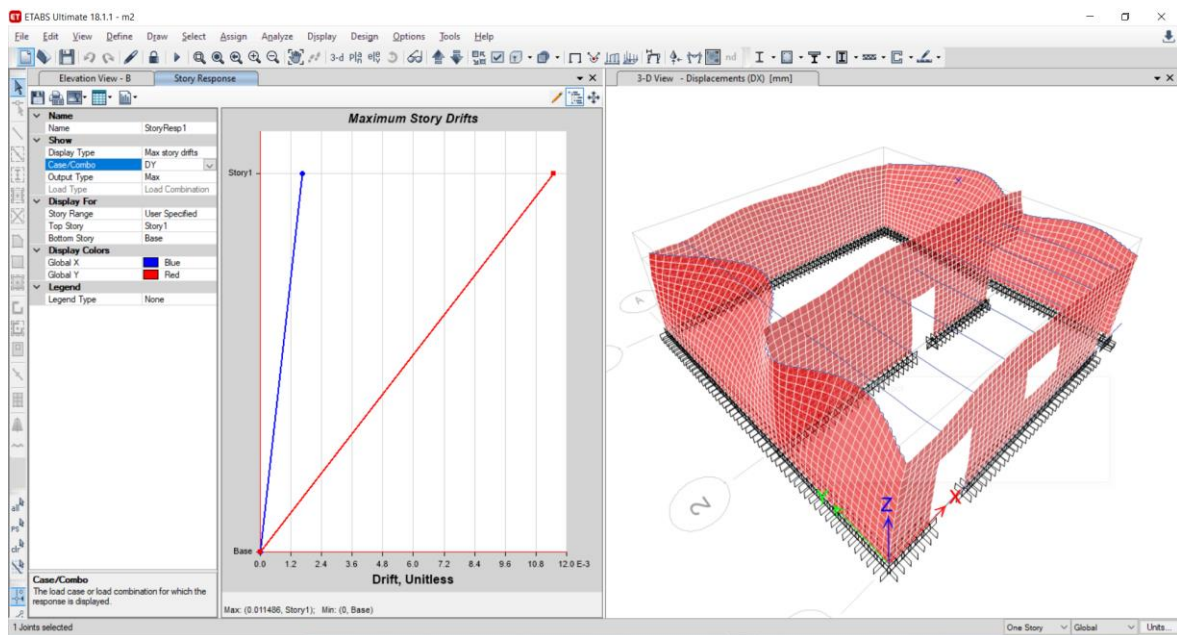 ETABS Ultimate 18.1.1 - m2
File Edit View Define Draw Select Assign Analyze Display Design Options Tools Help
3-d
nd
Elevation View - B
Story Response
3-D View - Displacements (DX) [mm]
Name
Name StoryResp1
Show
Display Type Max story drifts
Case/Combo DY
Output Type Max
Load Type Load Combination
Display For
Story Range User Specified
Top Story Story1
Bottom Story Base
Display Colors
Global X Blue
Global Y Red
Legend
Legend Type None
Case/Combo
The load case or load combination for which the
response is displayed.
Maximum Story Drifts
Story1
Base
0.0 1.2 2.4 3.6 4.8 6.0 7.2 8.4 9.6 10.8 12.0 E-3
Drift, Unitless
Max: (0.011486, Story1); Min: (0, Base)
A
2
Z
X
all
ps
clr
1 Joints selected
One Story Global Units...